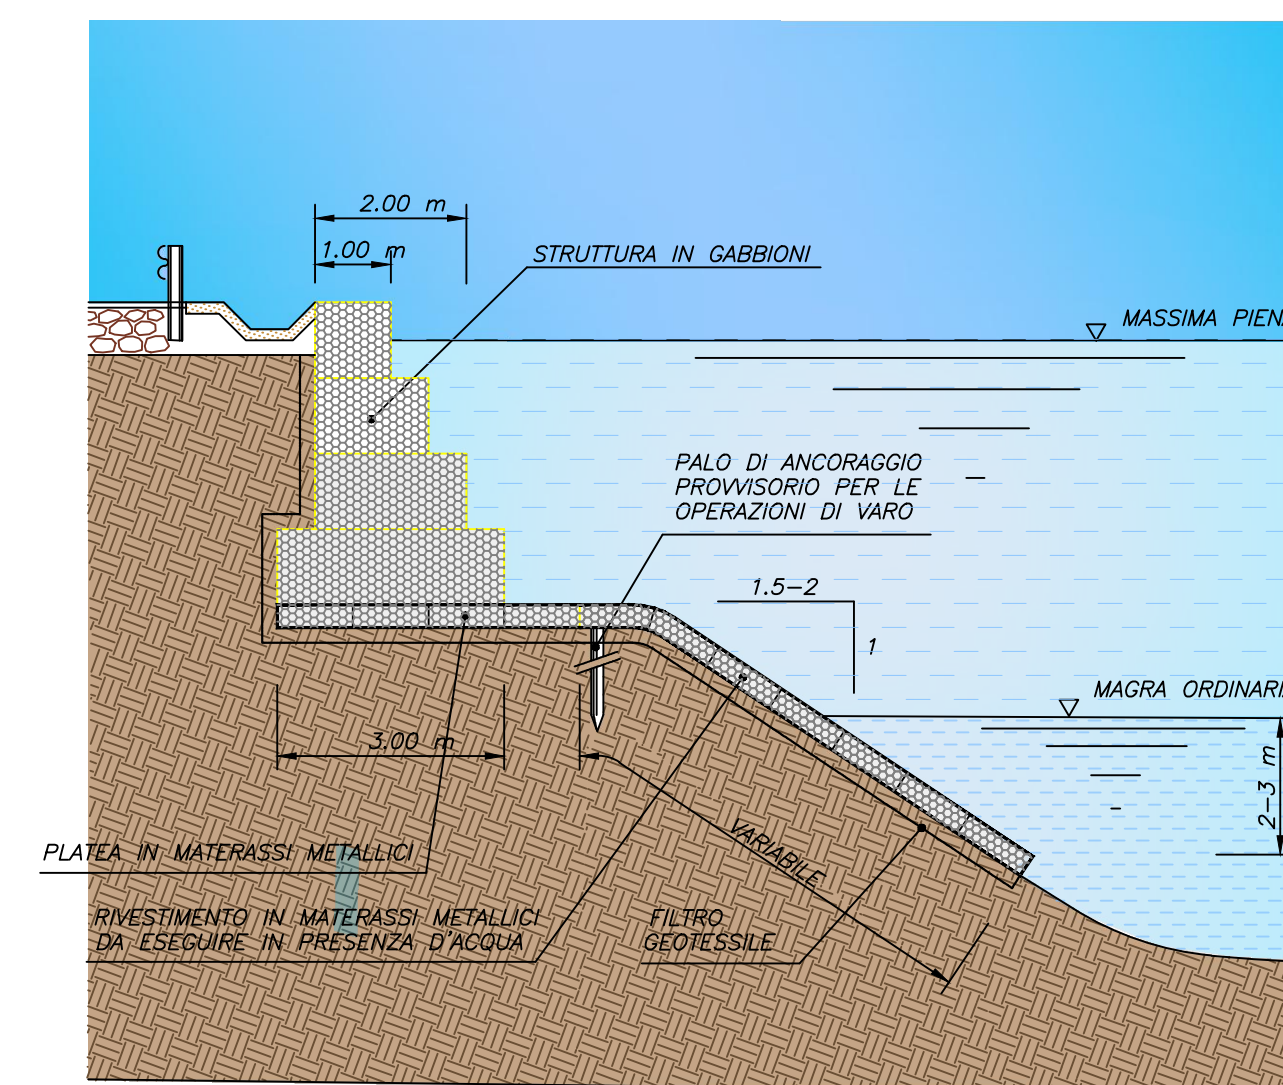 2.00 m
1.00 m
STRUTTURA IN GABBIONI
MASSIMA PIEN
PALO DI ANCORAGGIO
PROVVISORIO PER LE
OPERAZIONI DI VARO
1.5-2
1
MAGRA ORDINARI
3.00 m
2-3 m
VARIABILE
PLATEA IN MATERASSI METALLICI
RIVESTIMENTO IN MATERASSI METALLICI
DA ESEGUIRE IN PRESENZA D'ACQUA
FILTRO
GEOTESSILE